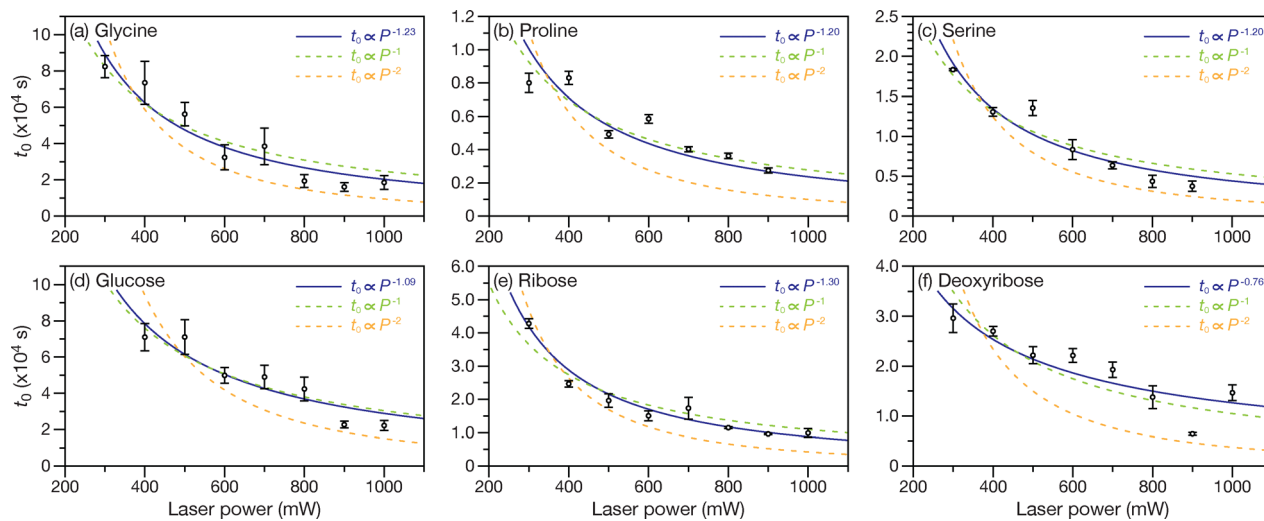 (a) Glycine
t₀ ∝ P⁻¹·²³
t₀ ∝ P⁻¹
t₀ ∝ P⁻²
t₀ (x10⁴ s)
10
8
6
4
2
0
200 400 600 800 1000
(b) Proline
t₀ ∝ P⁻¹·²⁰
t₀ ∝ P⁻¹
t₀ ∝ P⁻²
1.2
1.0
0.8
0.6
0.4
0.2
0
200 400 600 800 1000
(c) Serine
t₀ ∝ P⁻¹·²⁰
t₀ ∝ P⁻¹
t₀ ∝ P⁻²
2.5
2.0
1.5
1.0
0.5
0
200 400 600 800 1000
(d) Glucose
t₀ ∝ P⁻¹·⁰⁹
t₀ ∝ P⁻¹
t₀ ∝ P⁻²
t₀ (x10⁴ s)
10
8
6
4
2
0
200 400 600 800 1000
Laser power (mW)
(e) Ribose
t₀ ∝ P⁻¹·³⁰
t₀ ∝ P⁻¹
t₀ ∝ P⁻²
6.0
5.0
4.0
3.0
2.0
1.0
0
200 400 600 800 1000
Laser power (mW)
(f) Deoxyribose
t₀ ∝ P⁻⁰·⁷⁶
t₀ ∝ P⁻¹
t₀ ∝ P⁻²
4.0
3.0
2.0
1.0
0
200 400 600 800 1000
Laser power (mW)